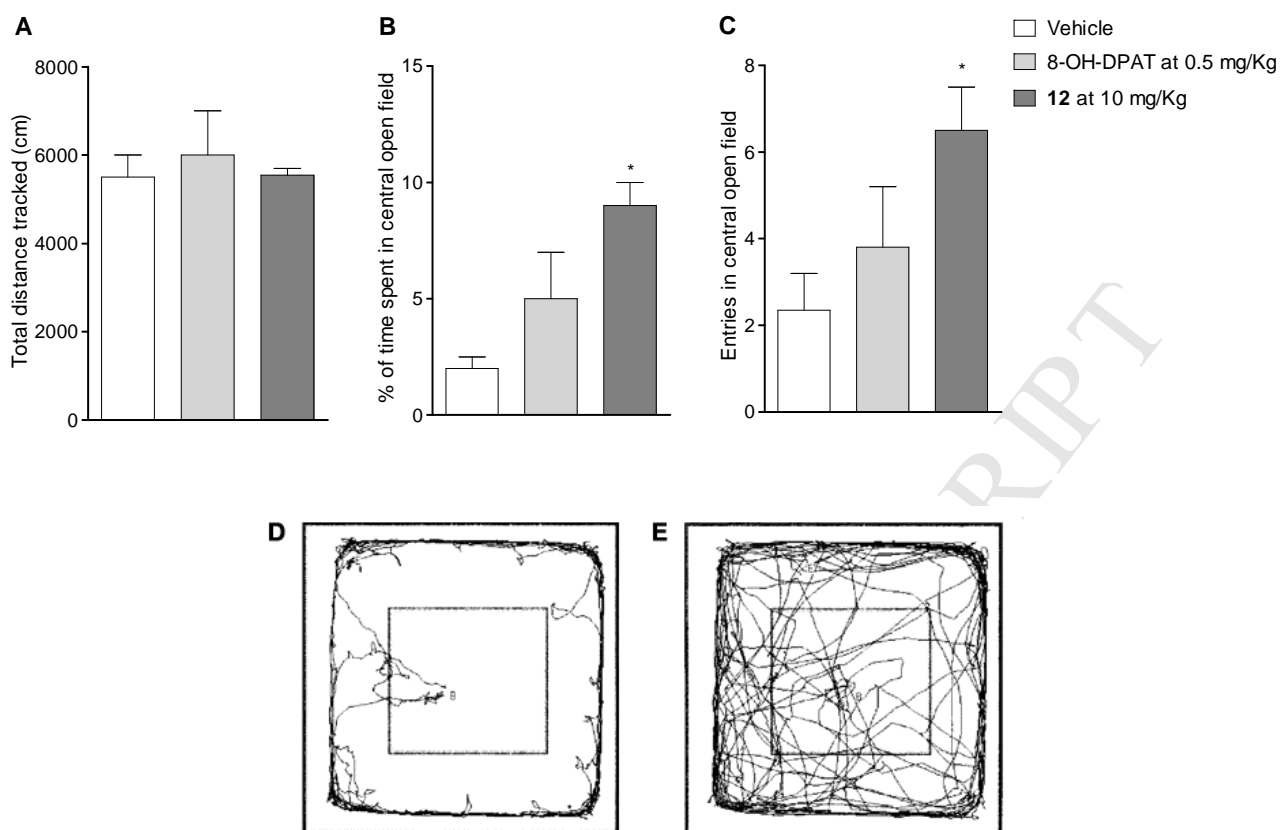 A
B
C
Vehicle
8-OH-DPAT at 0.5 mg/Kg
12 at 10 mg/Kg
Total distance tracked (cm)
8000
6000
4000
2000
0
% of time spent in central open field
15
10
5
0
*
Entries in central open field
8
6
4
2
0
*
RIPT
D
E